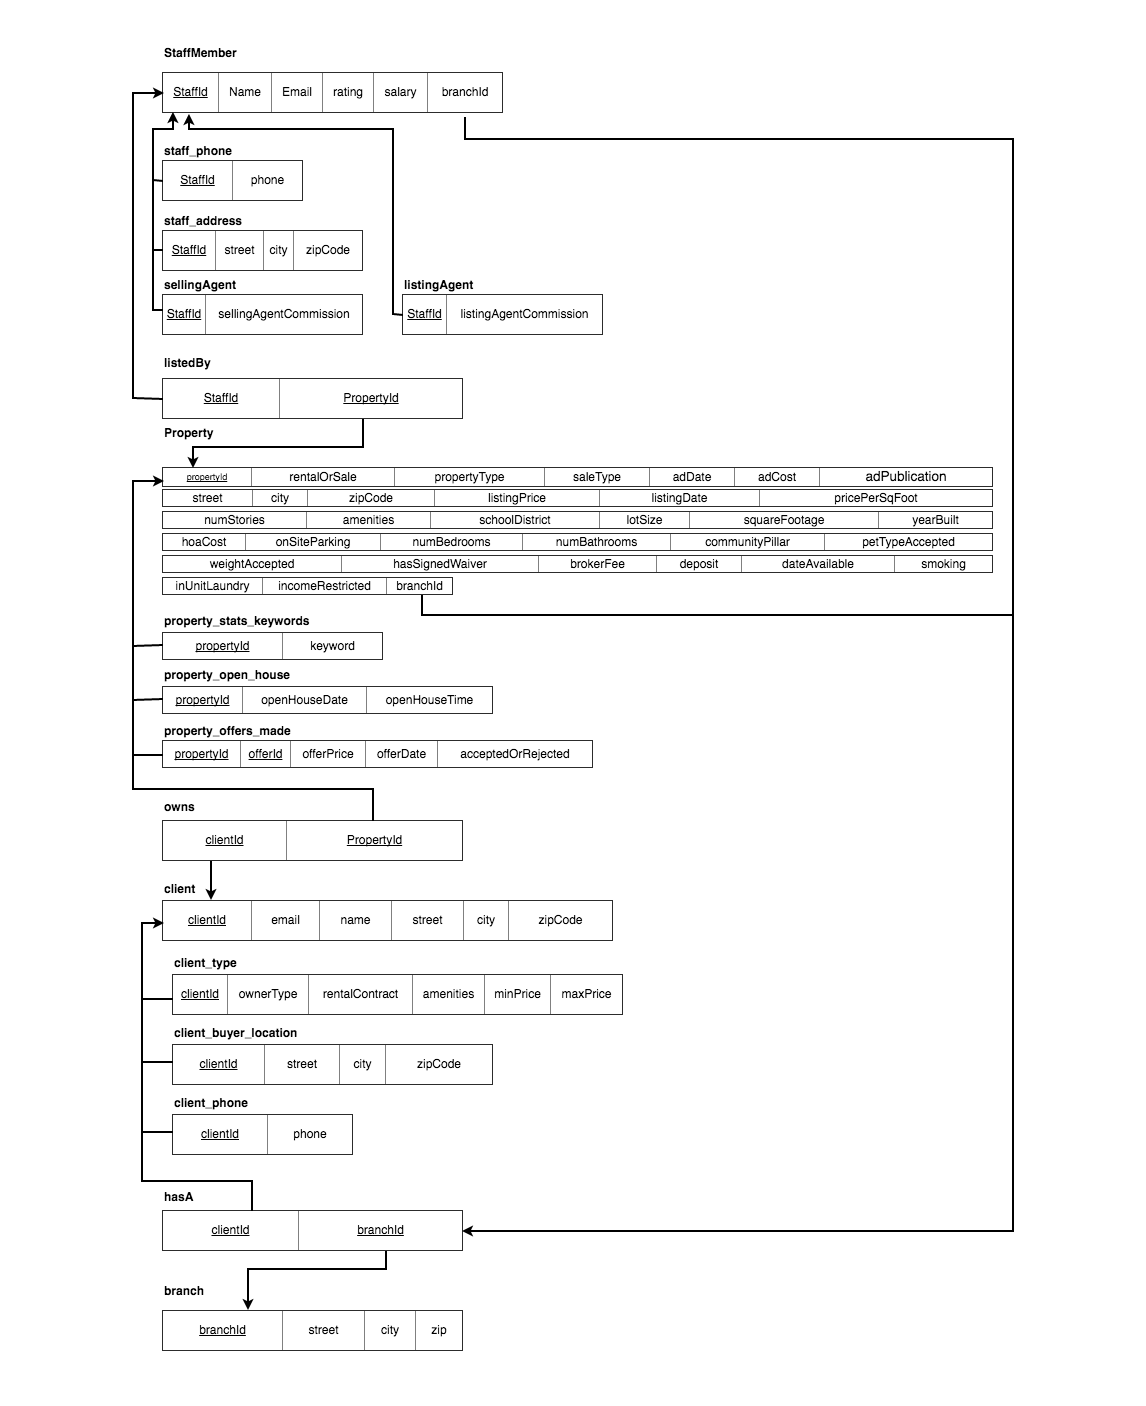 StaffMember
StaffId Name Email rating salary branchId
staff_phone
StaffId phone
staff_address
StaffId street city zipCode
sellingAgent listingAgent
StaffId sellingAgentCommission StaffId listingAgentCommission
listedBy
StaffId PropertyId
Property
propertyId rentalOrSale propertyType saleType adDate adCost adPublication
street city zipCode listingPrice listingDate pricePerSqFoot
numStories amenities schoolDistrict lotSize squareFootage yearBuilt
hoaCost onSiteParking numBedrooms numBathrooms communityPillar petTypeAccepted
weightAccepted hasSignedWaiver brokerFee deposit dateAvailable smoking
inUnitLaundry incomeRestricted branchId
property_stats_keywords
propertyId keyword
property_open_house
propertyId openHouseDate openHouseTime
property_offers_made
propertyId offerId offerPrice offerDate acceptedOrRejected
owns
clientId PropertyId
client
clientId email name street city zipCode
client_type
clientId ownerType rentalContract amenities minPrice maxPrice
client_buyer_location
clientId street city zipCode
client_phone
clientId phone
hasA
clientId branchId
branch
branchId street city zip